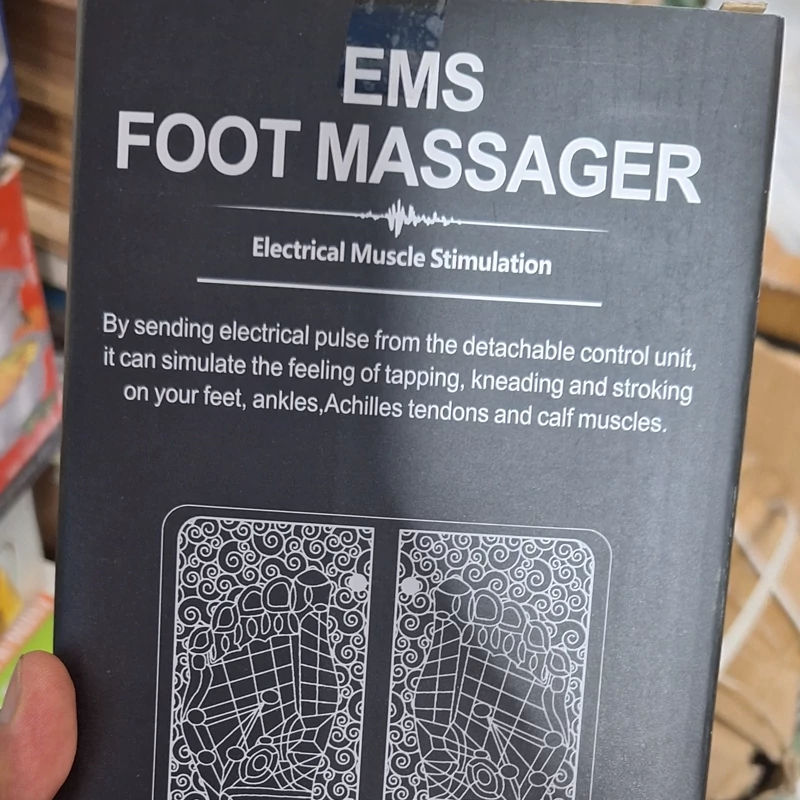 EMS
FOOT MASSAGER
Electrical Muscle Stimulation
By sending electrical pulse from the detachable control unit,
it can simulate the feeling of tapping, kneading and stroking
on your feet, ankles,Achilles tendons and calf muscles.